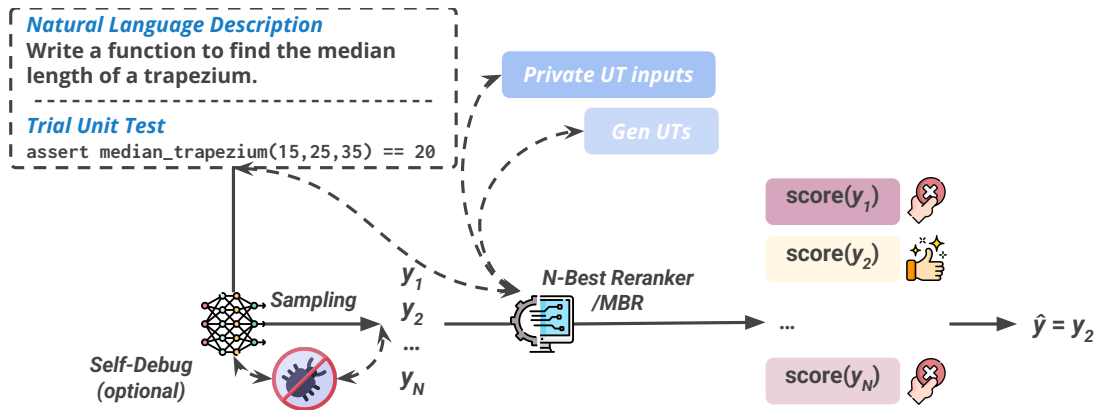 Natural Language Description
Write a function to find the median
length of a trapezium.
Trial Unit Test
assert median_trapezium(15,25,35) == 20
Private UT inputs
Gen UTs
Sampling
Self-Debug
(optional)
y1
y2
...
yN
N-Best Reranker
/MBR
score(y1)
score(y2)
...
score(yN)
ŷ = y2